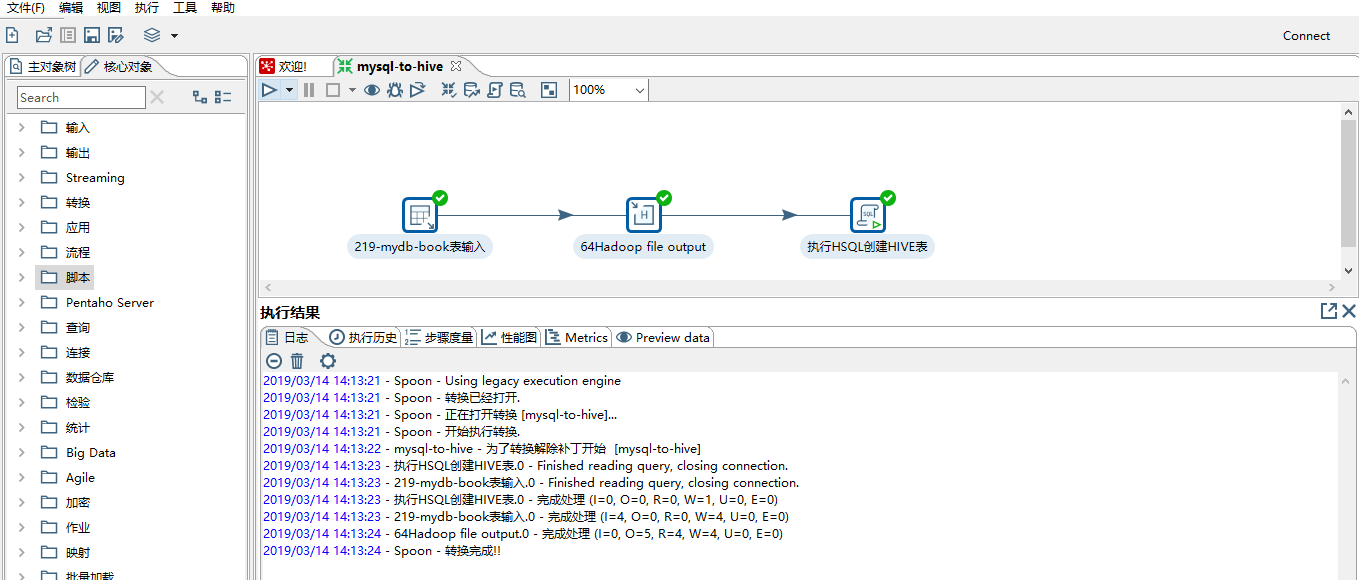 文件(F) 编辑 视图 执行 工具 帮助
Connect
主对象树 核心对象
欢迎! mysql-to-hive
Search
100%
输入
输出
Streaming
转换
应用
流程
脚本
Pentaho Server
查询
连接
数据仓库
检验
统计
Big Data
Agile
加密
作业
映射
批量加载
219-mydb-book表输入 64Hadoop file output 执行HSQL创建HIVE表
执行结果
日志 执行历史 步骤度量 性能图 Metrics Preview data
2019/03/14 14:13:21 - Spoon - Using legacy execution engine
2019/03/14 14:13:21 - Spoon - 转换已经打开.
2019/03/14 14:13:21 - Spoon - 正在打开转换 [mysql-to-hive]...
2019/03/14 14:13:21 - Spoon - 开始执行转换.
2019/03/14 14:13:22 - mysql-to-hive - 为了转换解除补丁开始  [mysql-to-hive]
2019/03/14 14:13:23 - 执行HSQL创建HIVE表.0 - Finished reading query, closing connection.
2019/03/14 14:13:23 - 219-mydb-book表输入.0 - Finished reading query, closing connection.
2019/03/14 14:13:23 - 执行HSQL创建HIVE表.0 - 完成处理 (I=0, O=0, R=0, W=1, U=0, E=0)
2019/03/14 14:13:23 - 219-mydb-book表输入.0 - 完成处理 (I=4, O=0, R=0, W=4, U=0, E=0)
2019/03/14 14:13:24 - 64Hadoop file output.0 - 完成处理 (I=0, O=5, R=4, W=4, U=0, E=0)
2019/03/14 14:13:24 - Spoon - 转换完成!!